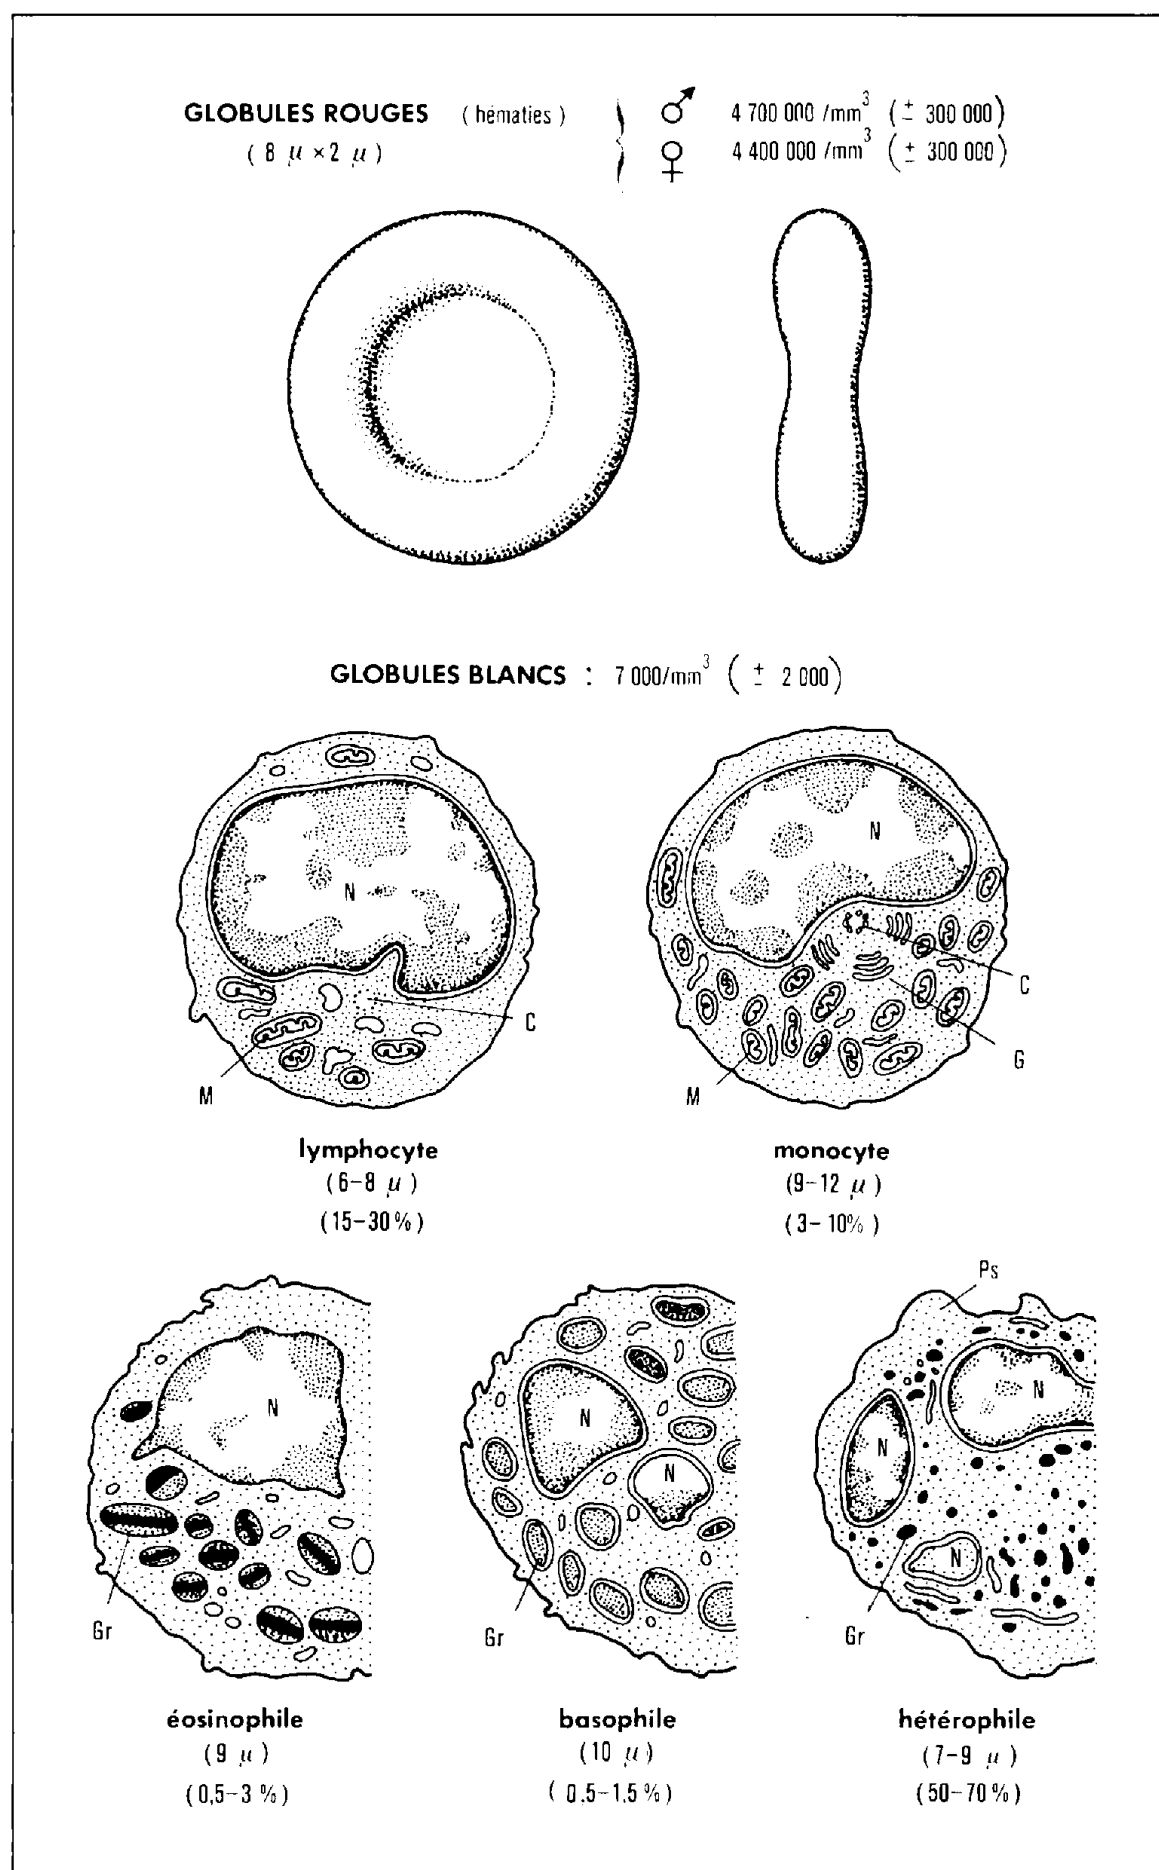 GLOBULES ROUGES (hématies) ♂ 4 700 000 /mm³ (± 300 000)
(8 μ × 2 μ) ♀ 4 400 000 /mm³ (± 300 000)
GLOBULES BLANCS : 7 000/mm³ (± 2 000)
N
N
C
C
G
M
M
lymphocyte
(6–8 μ)
(15–30 %)
monocyte
(9–12 μ)
(3–10%)
Ps
N
N
N
N
N
N
Gr
Gr
Gr
éosinophile
(9 μ)
(0,5–3 %)
basophile
(10 μ)
(0,5–1,5 %)
hétérophile
(7–9 μ)
(50–70 %)